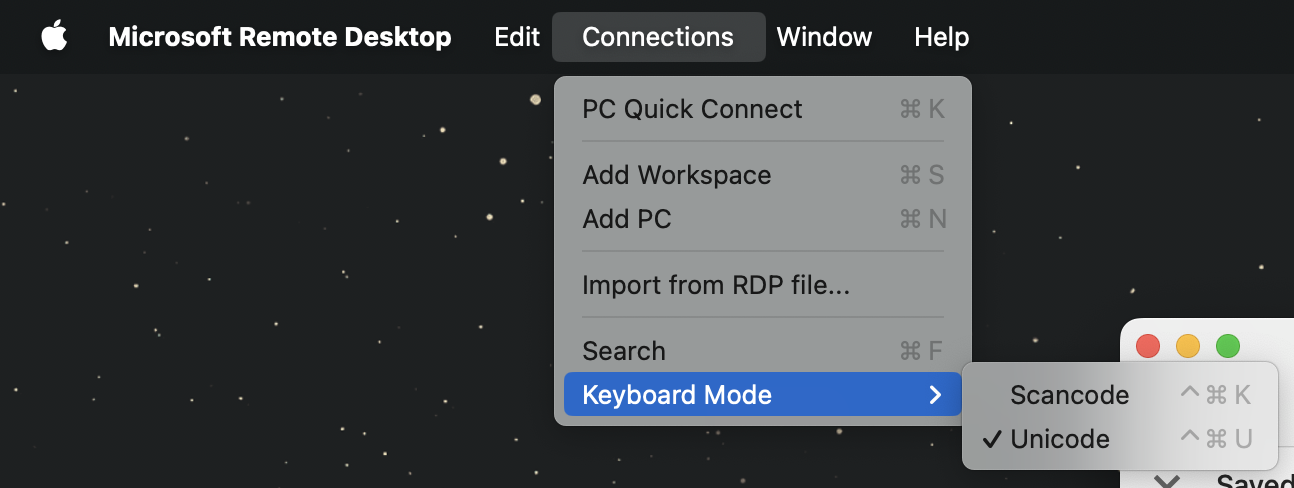 Microsoft Remote Desktop Edit Connections Window Help
PC Quick Connect ⌘ K
Add Workspace ⌘ S
Add PC ⌘ N
Import from RDP file...
Search ⌘ F
Keyboard Mode
Scancode ^ ⌘ K
✓ Unicode ^ ⌘ U
Saved